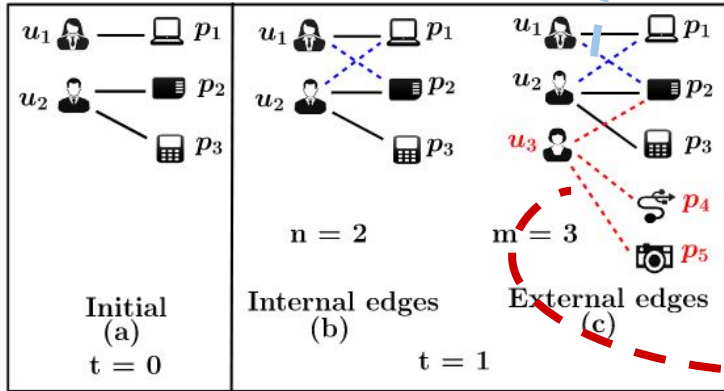 u1 p1
u2 p2
p3
Initial
(a)
t = 0
u1 p1
u2 p2
p3
n = 2
Internal edges
(b)
u1 p1
u2 p2
p3
u3
p4
m = 3 p5
External edges
(c)
t = 1